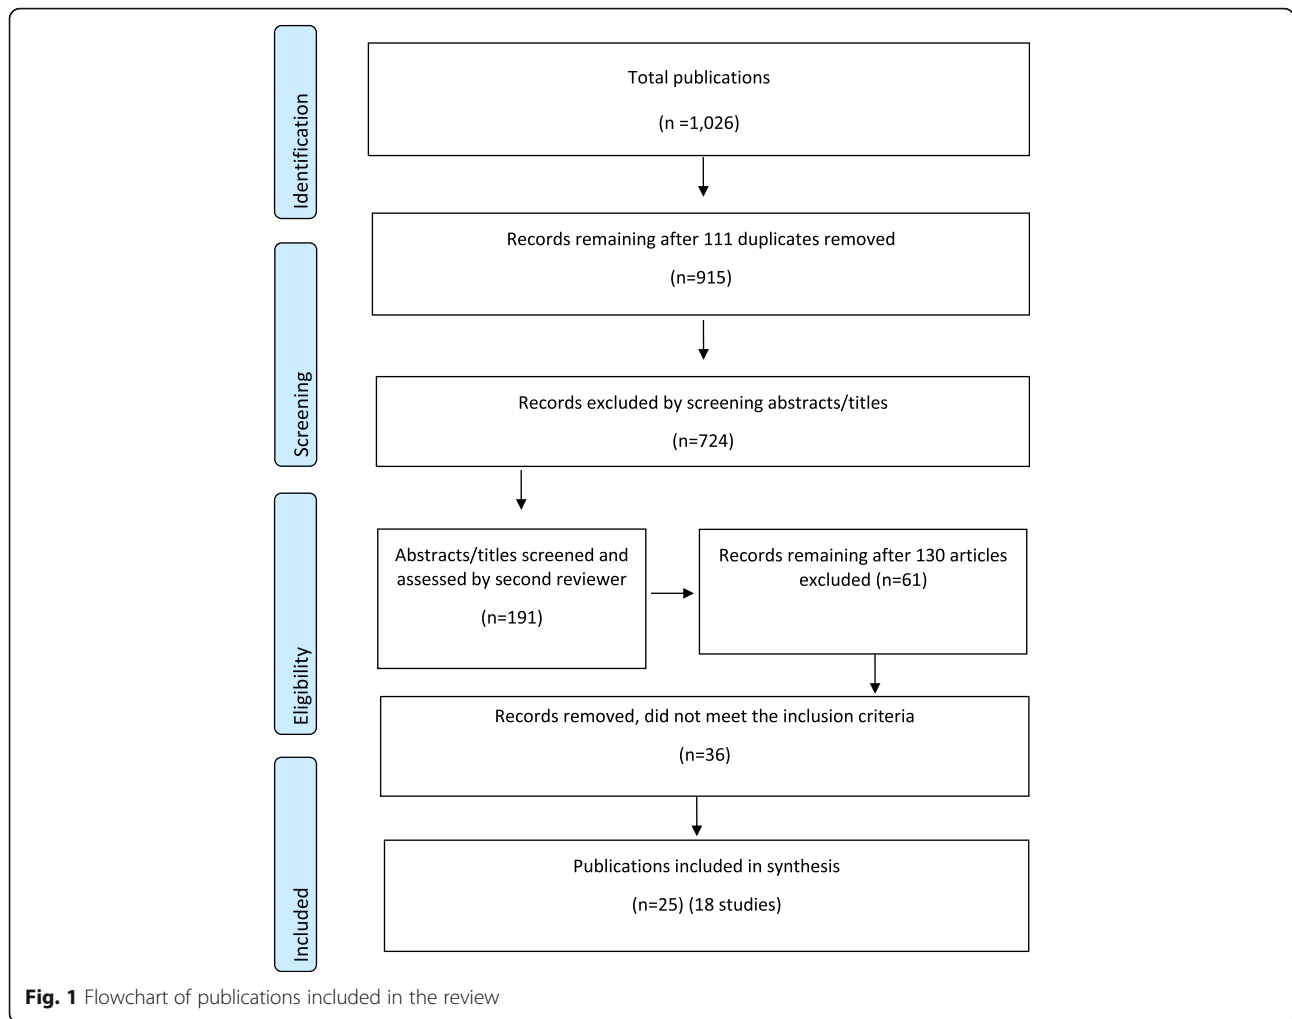 Identification
Total publications
(n =1,026)
Records remaining after 111 duplicates removed
(n=915)
Screening
Records excluded by screening abstracts/titles
(n=724)
Eligibility
Abstracts/titles screened and
assessed by second reviewer
(n=191)
Records remaining after 130 articles
excluded (n=61)
Records removed, did not meet the inclusion criteria
(n=36)
Included
Publications included in synthesis
(n=25) (18 studies)
Fig. 1 Flowchart of publications included in the review